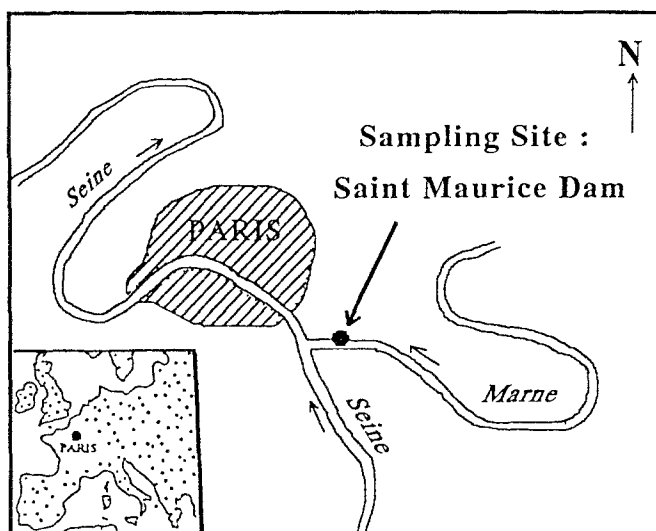 N
Sampling Site :
Saint Maurice Dam
Seine
PARIS
Marne
Seine
PARIS